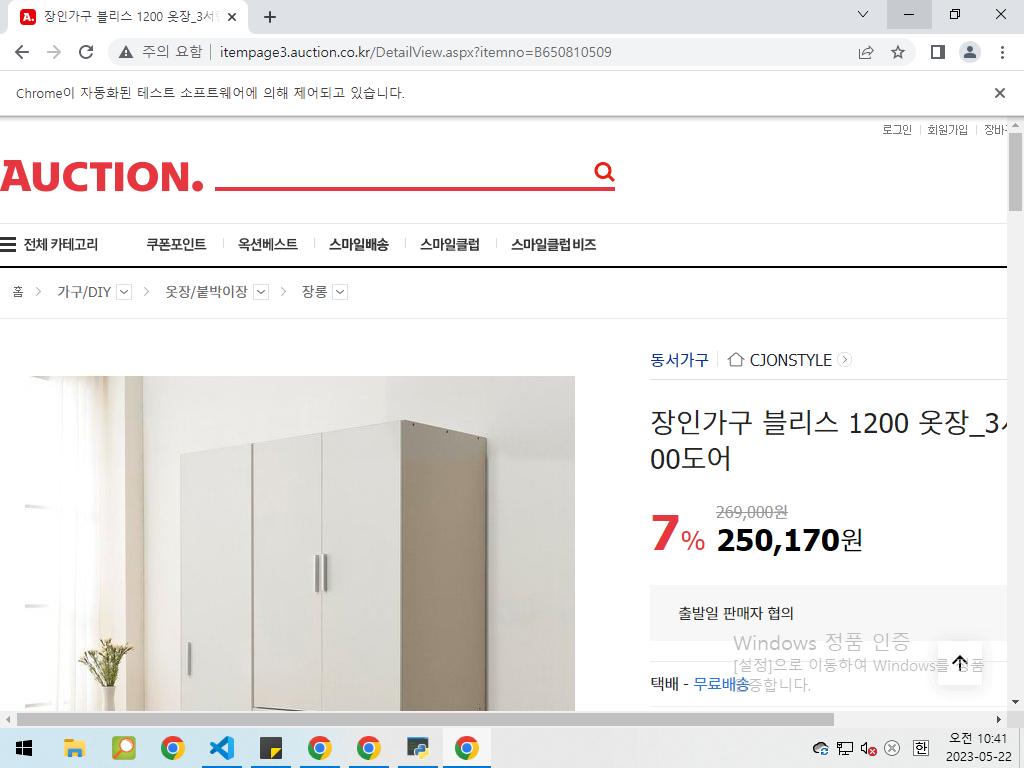 장인가구 블리스 1200 옷장_3서
주의 요함
itempage3.auction.co.kr/DetailView.aspx?itemno=B650810509
Chrome이 자동화된 테스트 소프트웨어에 의해 제어되고 있습니다.
로그인 회원가입 장바
AUCTION.
전체 카테고리 쿠폰포인트 옥션베스트 스마일배송 스마일클럽 스마일클럽 비즈
홈 가구/DIY 옷장/붙박이장 장롱
동서가구 CJONSTYLE
장인가구 블리스 1200 옷장_3
00도어
269,000원
7% 250,170원
출발일 판매자 협의
Windows 정품 인증
[설정]으로 이동하여 Windows를 정품
택배 - 무료배송
인증합니다.
한
오전 10:41
2023-05-22